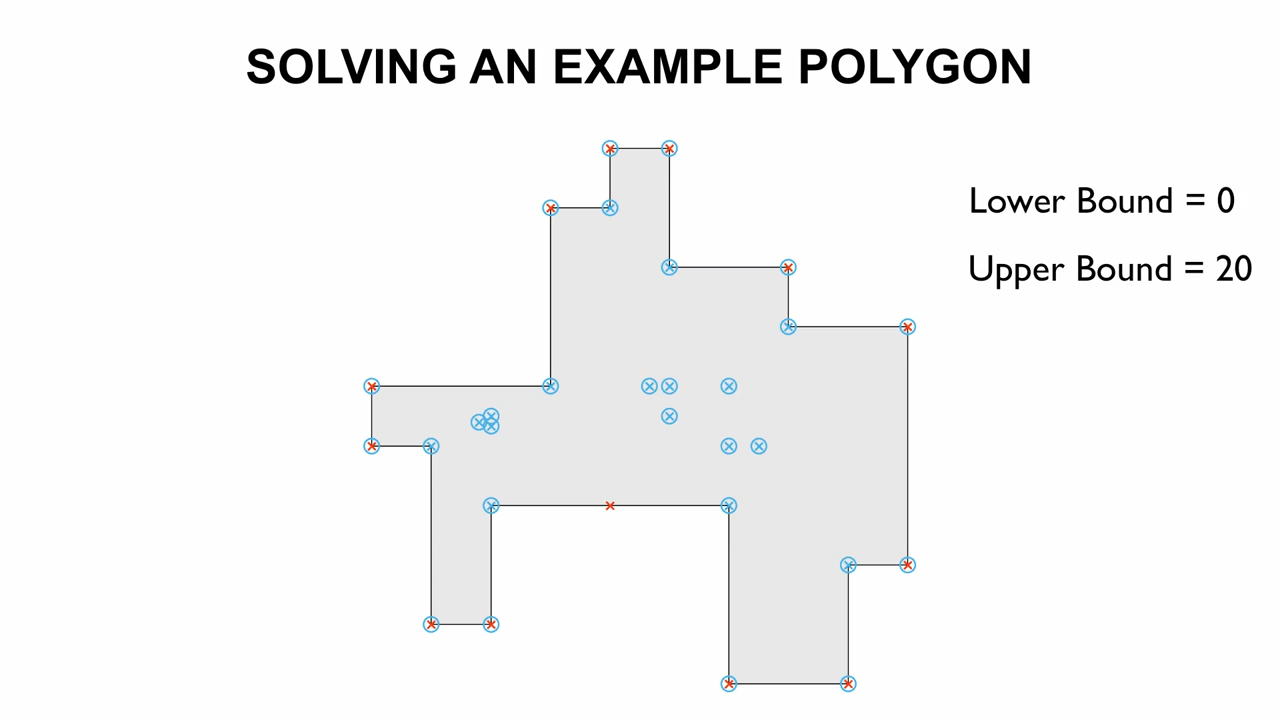 SOLVING AN EXAMPLE POLYGON
Lower Bound = 0
Upper Bound = 20